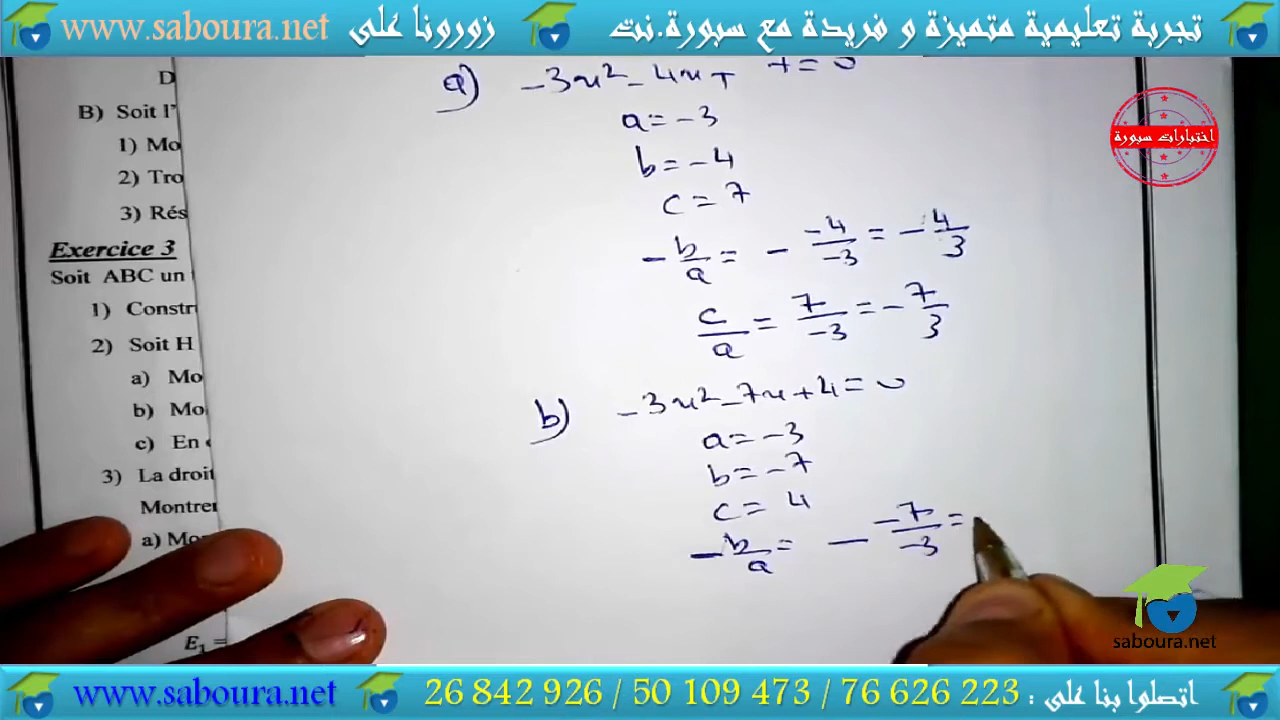 www.saboura.net تجربة تعليمية متميزة و فريدة مع سبورة.نت زورونا على
D
B) Soit l'
1) Mo
2) Tro
3) Rés
Exercice 3
Soit ABC un
1) Constr
2) Soit H
a) Mo
b) Mo
c) En
3) La droit
Montrer
a) Mo
E₁ =
a) -3x² - 4x + 7 = 0
a = -3
b = -4
c = 7
-b/a = - -4/-3 = -4/3
c/a = 7/-3 = -7/3
b) -3x² - 7x + 4 = 0
a = -3
b = -7
c = 4
-b/a = - -7/-3 =
اختبارات سبورة
saboura.net
www.saboura.net اتصلوا بنا على : 26 842 926 / 50 109 473 / 76 626 223